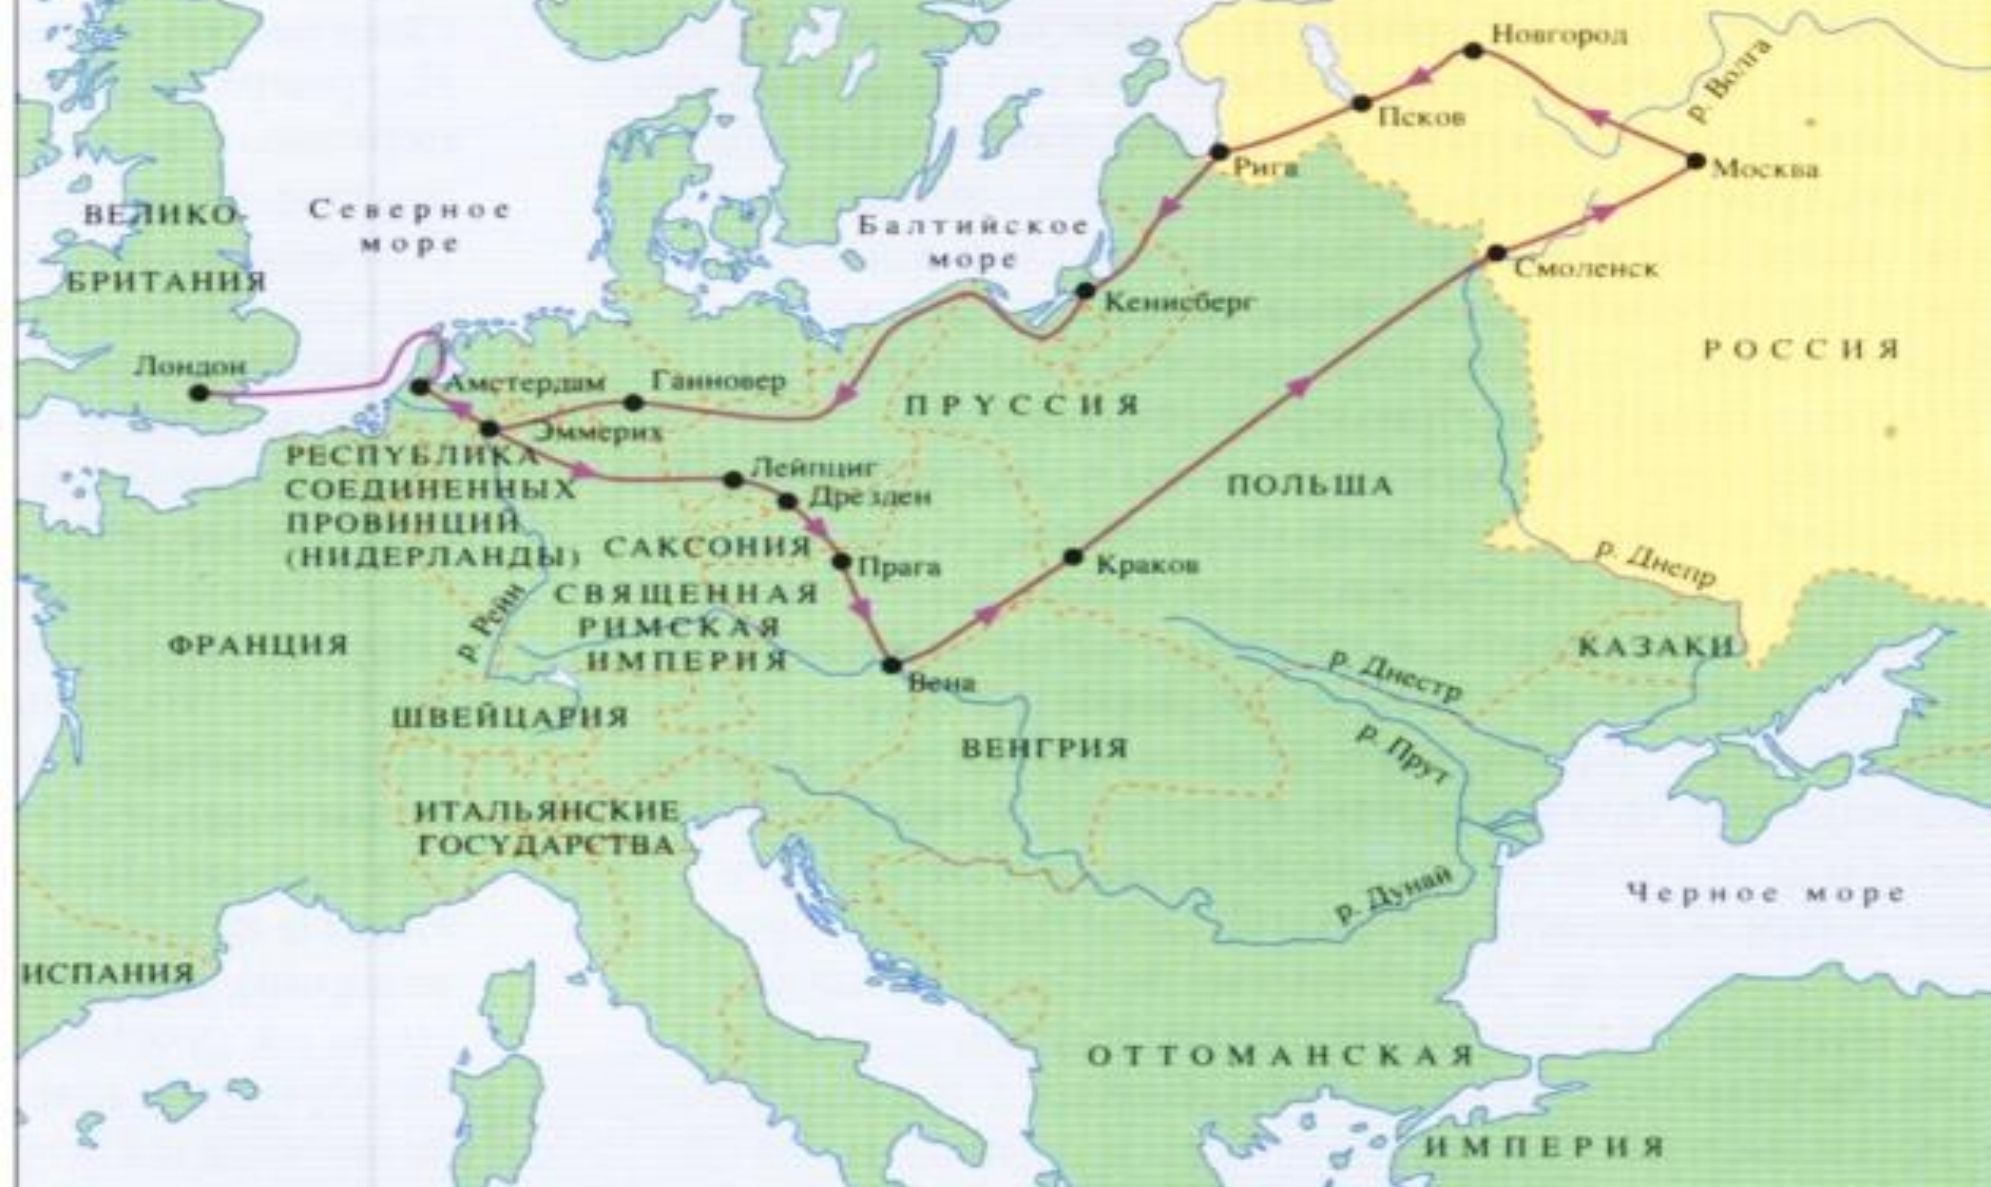 Новгород
р. Волга
Псков
Рига
Москва
ВЕЛИКО-
БРИТАНИЯ
Северное
море
Балтийское
море
Смоленск
Кенисберг
РОССИЯ
Лондон
Амстердам
Ганновер
ПРУССИЯ
Эммерих
РЕСПУБЛИКА
СОЕДИНЕННЫХ
ПРОВИНЦИЙ
(НИДЕРЛАНДЫ)
Лейпциг
Дрезден
ПОЛЬША
САКСОНИЯ
Прага
Краков
р. Днепр
СВЯЩЕННАЯ
РИМСКАЯ
ИМПЕРИЯ
р. Рейн
ФРАНЦИЯ
КАЗАКИ
Вена
р. Днестр
ШВЕЙЦАРИЯ
ВЕНГРИЯ
р. Прут
ИТАЛЬЯНСКИЕ
ГОСУДАРСТВА
р. Дунай
Черное море
ИСПАНИЯ
ОТТОМАНСКАЯ
ИМПЕРИЯ